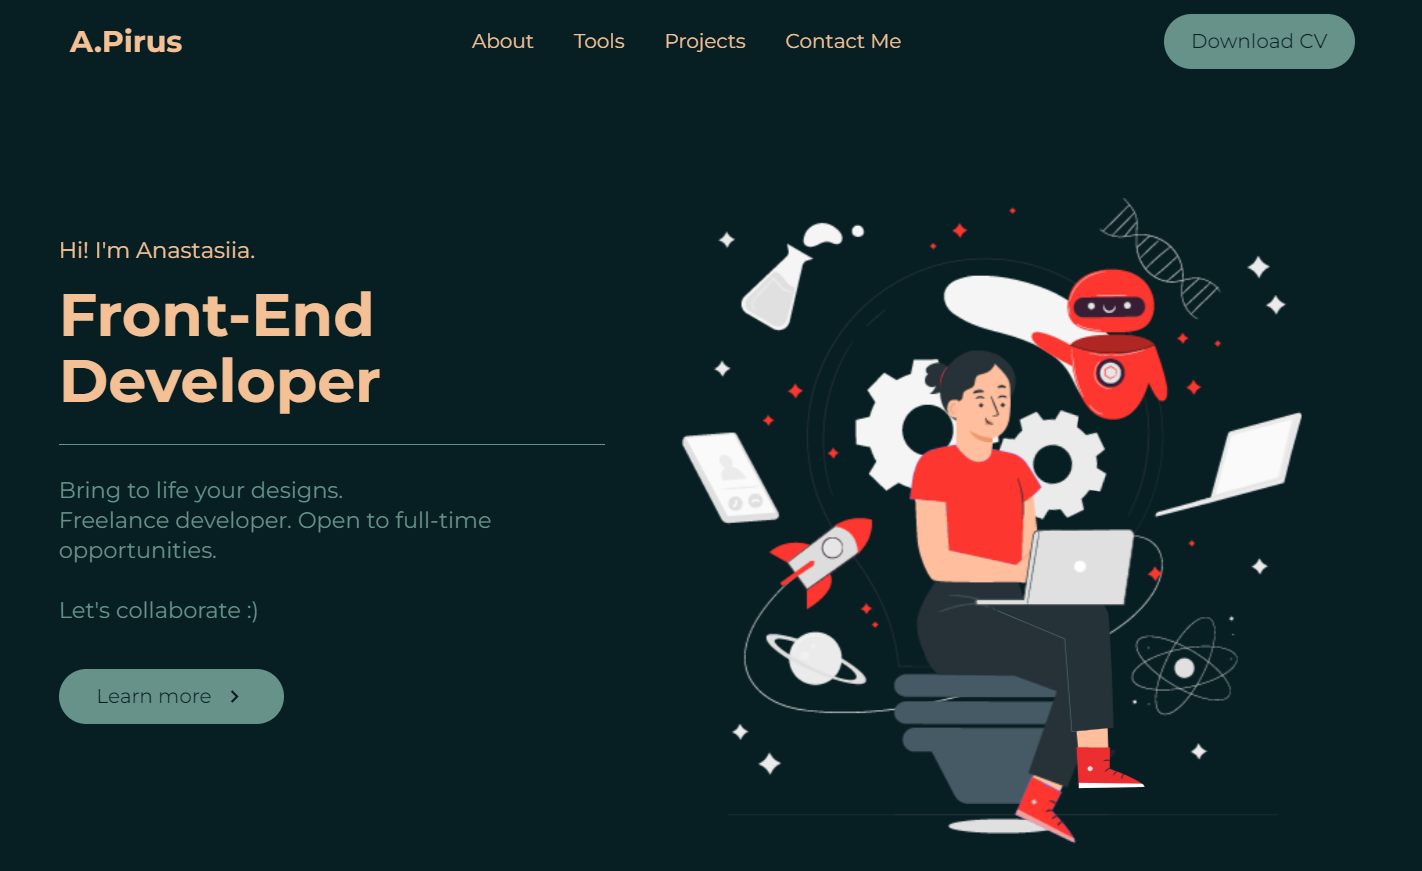 A.Pirus
About
Tools
Projects
Contact Me
Download CV
Hi! I'm Anastasiia.
Front-End
Developer
Bring to life your designs.
Freelance developer. Open to full-time
opportunities.
Let's collaborate :)
Learn more